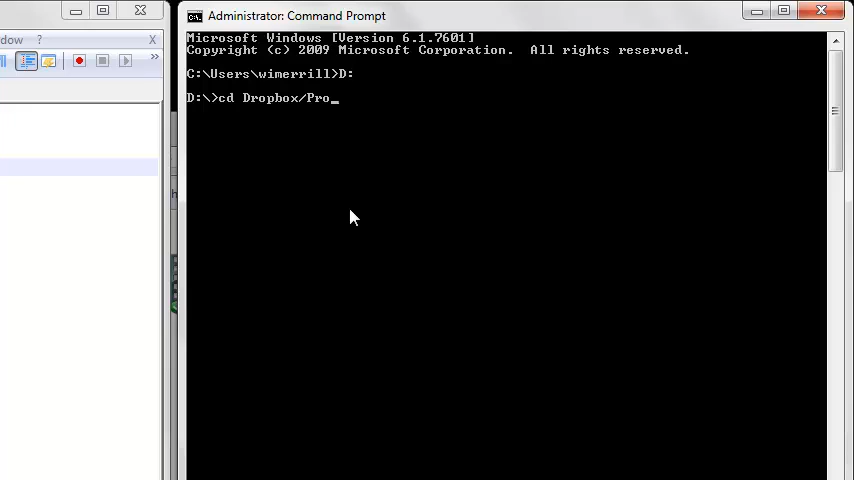 Administrator: Command Prompt
dow ?
X
Microsoft Windows [Version 6.1.7601]
Copyright (c) 2009 Microsoft Corporation.  All rights reserved.
C:\Users\wimerrill>D:
D:\>cd Dropbox/Pro_
h